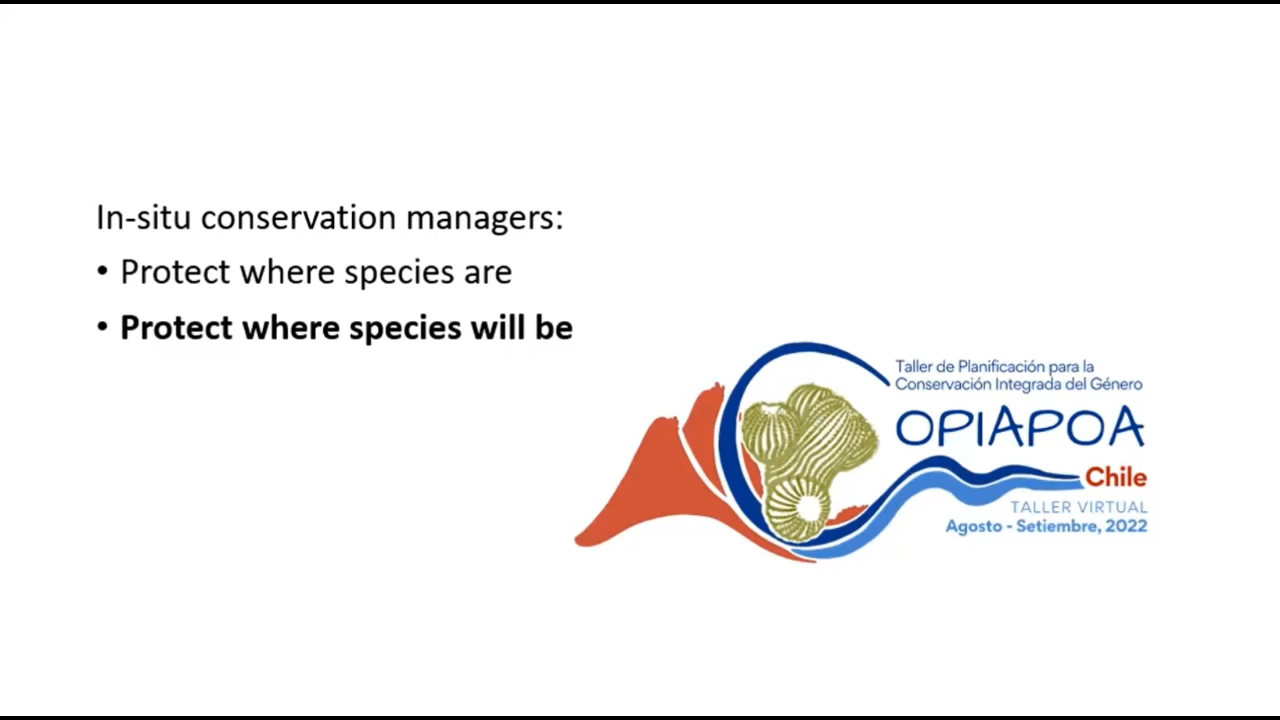 In-situ conservation managers:
• Protect where species are
• Protect where species will be
Taller de Planificación para la
Conservación Integrada del Género
COPIAPOA
Chile
TALLER VIRTUAL
Agosto - Setiembre, 2022